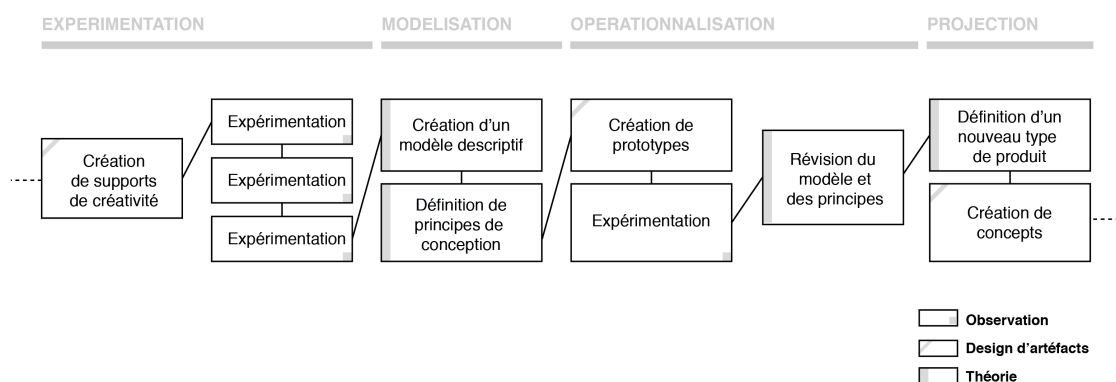 EXPERIMENTATION
MODELISATION
OPERATIONNALISATION
PROJECTION
Création
de supports
de créativité
Expérimentation
Expérimentation
Expérimentation
Création d'un
modèle descriptif
Définition de
principes de
conception
Création de
prototypes
Expérimentation
Révision du
modèle et
des principes
Définition d'un
nouveau type
de produit
Création de
concepts
Observation
Design d'artéfacts
Théorie